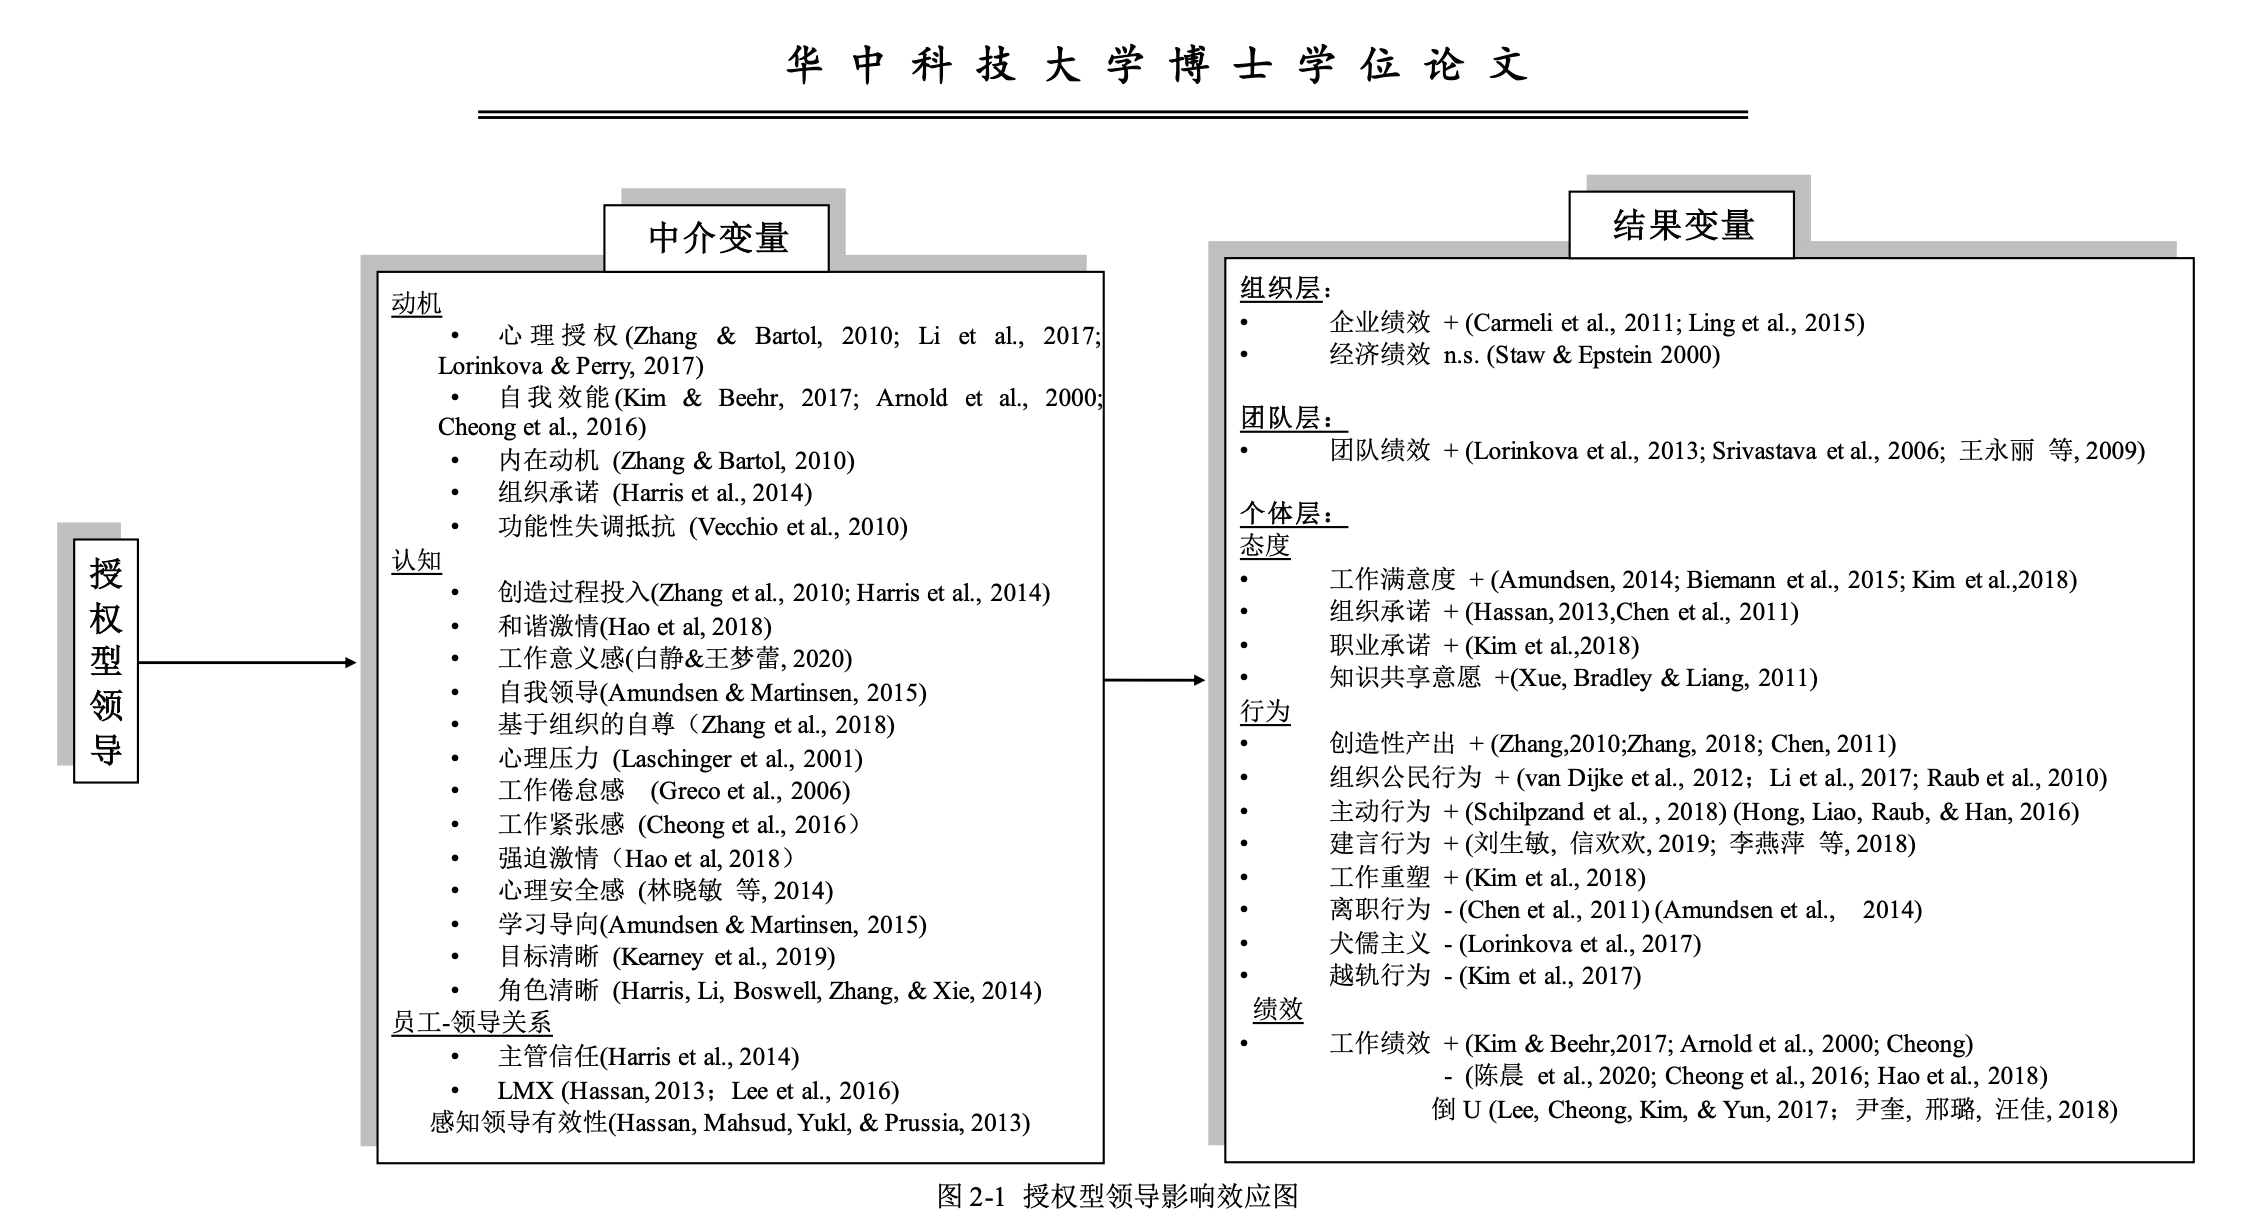 华中科技大学博士学位论文
授权型领导
中介变量
动机
• 心理授权(Zhang & Bartol, 2010; Li et al., 2017;
Lorinkova & Perry, 2017)
• 自我效能(Kim & Beehr, 2017; Arnold et al., 2000;
Cheong et al., 2016)
• 内在动机 (Zhang & Bartol, 2010)
• 组织承诺 (Harris et al., 2014)
• 功能性失调抵抗 (Vecchio et al., 2010)
认知
• 创造过程投入(Zhang et al., 2010; Harris et al., 2014)
• 和谐激情(Hao et al, 2018)
• 工作意义感(白静&王梦蕾, 2020)
• 自我领导(Amundsen & Martinsen, 2015)
• 基于组织的自尊（Zhang et al., 2018)
• 心理压力 (Laschinger et al., 2001)
• 工作倦怠感 (Greco et al., 2006)
• 工作紧张感 (Cheong et al., 2016）
• 强迫激情（Hao et al, 2018）
• 心理安全感 (林晓敏 等, 2014)
• 学习导向(Amundsen & Martinsen, 2015)
• 目标清晰 (Kearney et al., 2019)
• 角色清晰 (Harris, Li, Boswell, Zhang, & Xie, 2014)
员工-领导关系
• 主管信任(Harris et al., 2014)
• LMX (Hassan, 2013；Lee et al., 2016)
感知领导有效性(Hassan, Mahsud, Yukl, & Prussia, 2013)
结果变量
组织层：
• 企业绩效 + (Carmeli et al., 2011; Ling et al., 2015)
• 经济绩效 n.s. (Staw & Epstein 2000)
团队层：
• 团队绩效 + (Lorinkova et al., 2013; Srivastava et al., 2006; 王永丽 等, 2009)
个体层：
态度
• 工作满意度 + (Amundsen, 2014; Biemann et al., 2015; Kim et al.,2018)
• 组织承诺 + (Hassan, 2013,Chen et al., 2011)
• 职业承诺 + (Kim et al.,2018)
• 知识共享意愿 +(Xue, Bradley & Liang, 2011)
行为
• 创造性产出 + (Zhang,2010;Zhang, 2018; Chen, 2011)
• 组织公民行为 + (van Dijke et al., 2012；Li et al., 2017; Raub et al., 2010)
• 主动行为 + (Schilpzand et al., , 2018) (Hong, Liao, Raub, & Han, 2016)
• 建言行为 + (刘生敏, 信欢欢, 2019; 李燕萍 等, 2018)
• 工作重塑 + (Kim et al., 2018)
• 离职行为 - (Chen et al., 2011) (Amundsen et al., 2014)
• 犬儒主义 - (Lorinkova et al., 2017)
• 越轨行为 - (Kim et al., 2017)
绩效
• 工作绩效 + (Kim & Beehr,2017; Arnold et al., 2000; Cheong)
- (陈晨 et al., 2020; Cheong et al., 2016; Hao et al., 2018)
倒 U (Lee, Cheong, Kim, & Yun, 2017；尹奎, 邢璐, 汪佳, 2018)
图 2-1 授权型领导影响效应图